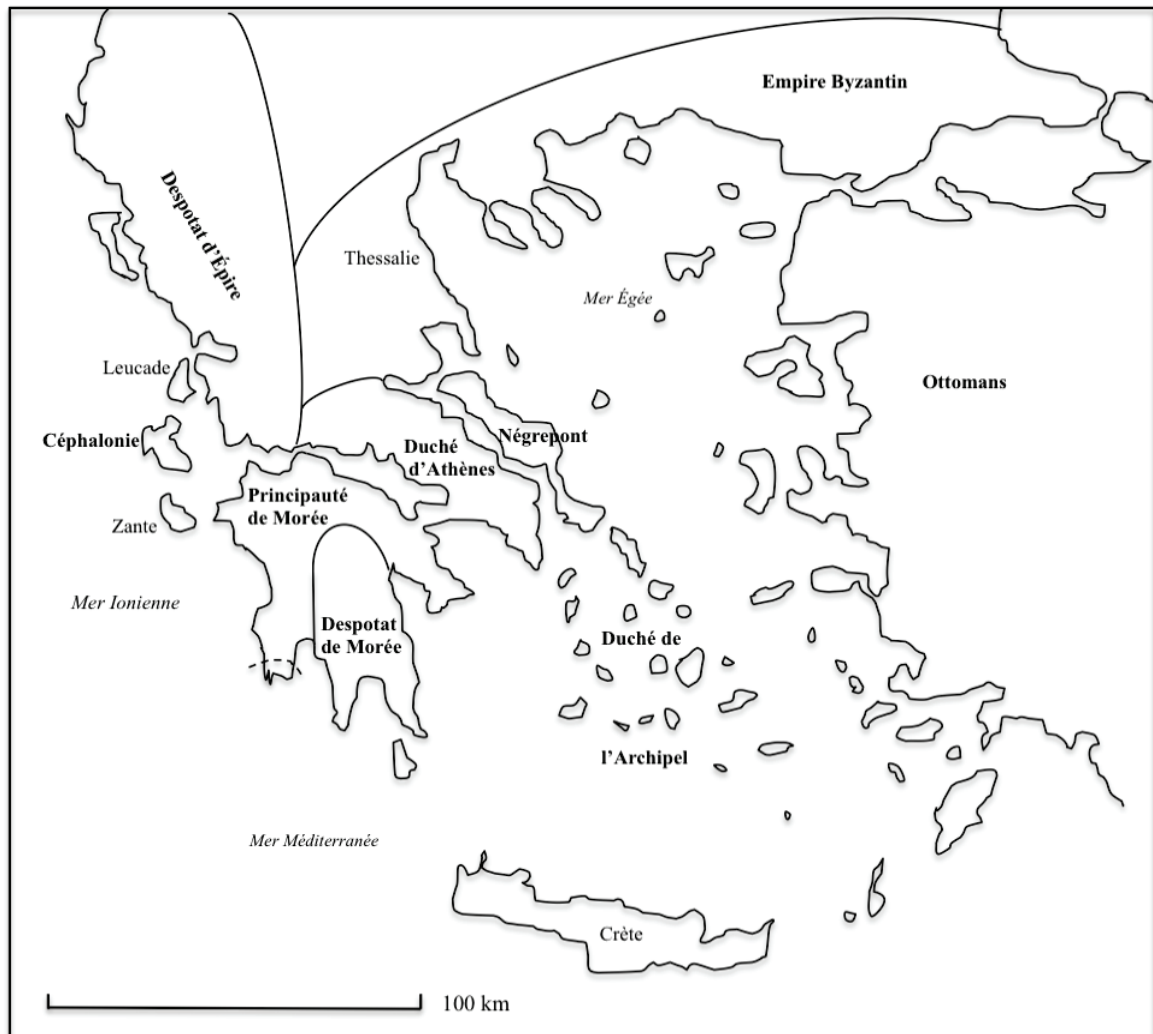 Empire Byzantin
Despotat d'Épire
Thessalie
Mer Égée
Leucade
Ottomans
Céphalonie
Négrepont
Duché
d'Athènes
Principauté
de Morée
Zante
Mer Ionienne
Despotat
de Morée
Duché de
l'Archipel
Mer Méditerranée
Crète
100 km